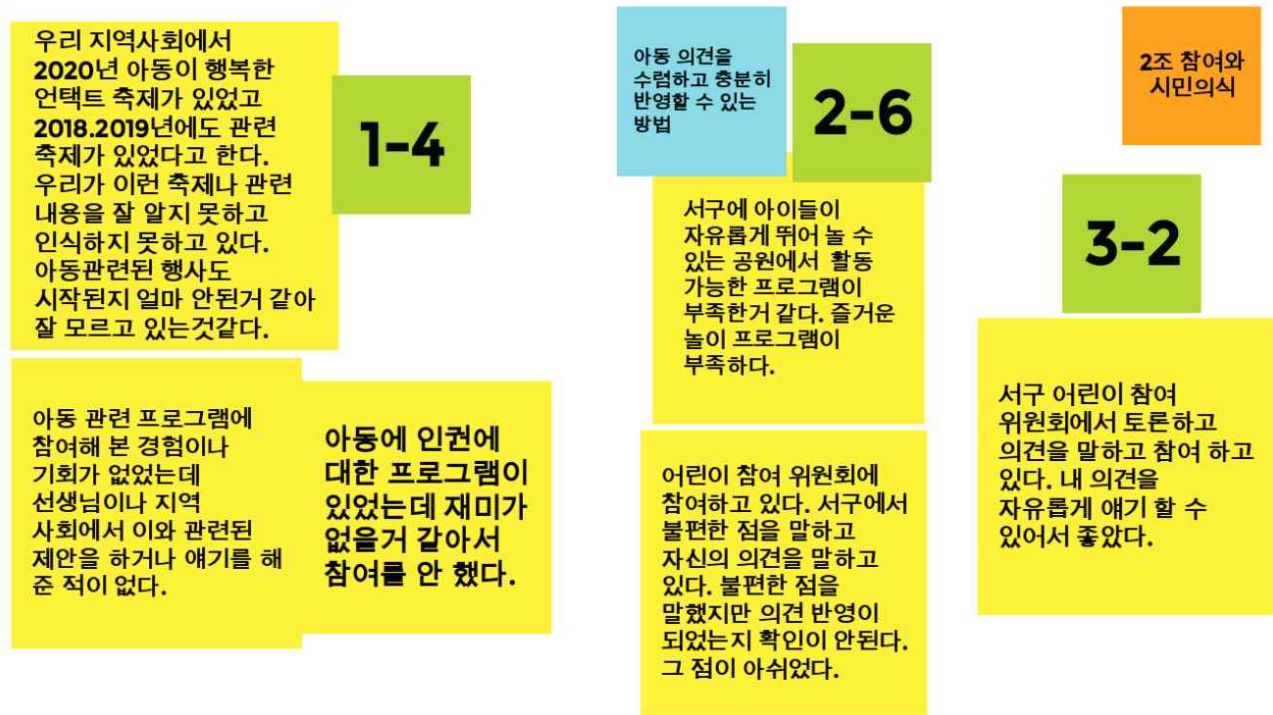 우리 지역사회에서
2020년 아동이 행복한
언택트 축제가 있었고
2018.2019년에도 관련
축제가 있었다고 한다.
우리가 이런 축제나 관련
내용을 잘 알지 못하고
인식하지 못하고 있다.
아동관련된 행사도
시작된지 얼마 안된거 같아
잘 모르고 있는것같다.
1-4
아동 관련 프로그램에
참여해 본 경험이나
기회가 없었는데
선생님이나 지역
사회에서 이와 관련된
제안을 하거나 얘기를 해
준 적이 없다.
아동에 인권에
대한 프로그램이
있었는데 재미가
없을거 같아서
참여를 안 했다.
아동 의견을
수렴하고 충분히
반영할 수 있는
방법
2-6
서구에 아이들이
자유롭게 뛰어 놀 수
있는 공원에서 활동
가능한 프로그램이
부족한거 같다. 즐거운
놀이 프로그램이
부족하다.
어린이 참여 위원회에
참여하고 있다. 서구에서
불편한 점을 말하고
자신의 의견을 말하고
있다. 불편한 점을
말했지만 의견 반영이
되었는지 확인이 안된다.
그 점이 아쉬었다.
2조 참여와
시민의식
3-2
서구 어린이 참여
위원회에서 토론하고
의견을 말하고 참여 하고
있다. 내 의견을
자유롭게 얘기 할 수
있어서 좋았다.